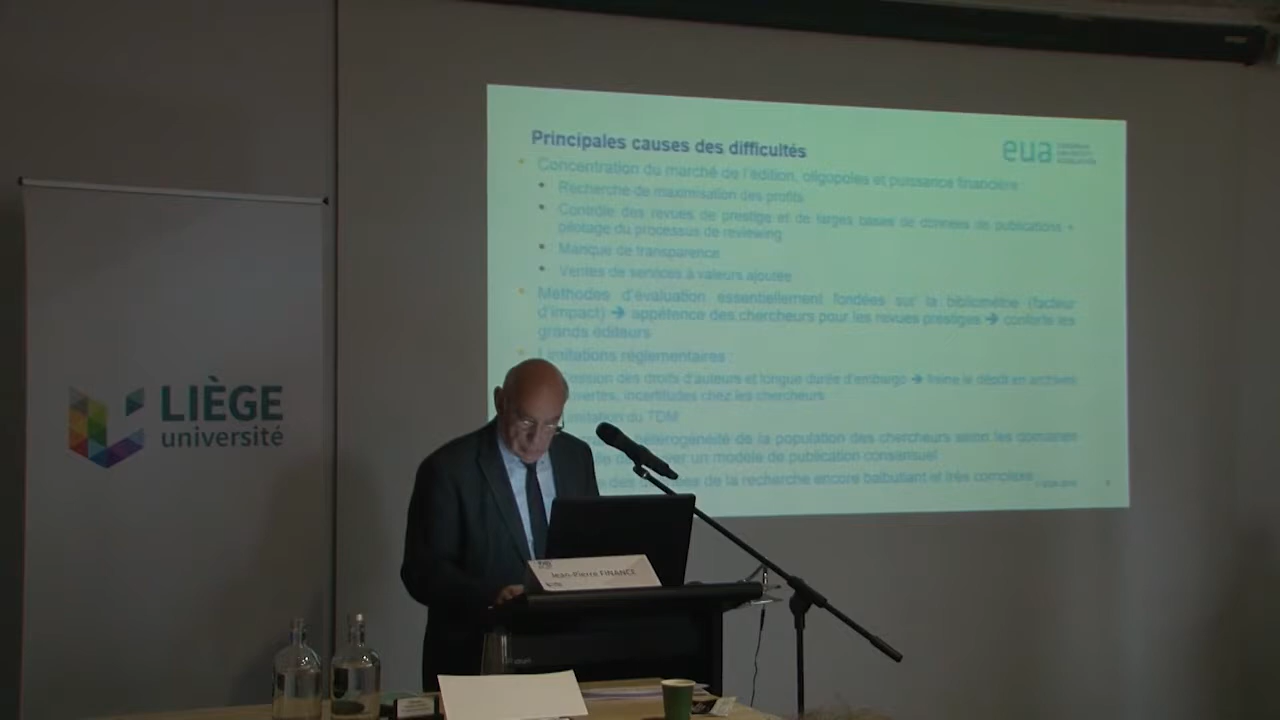 Principales causes des difficultés
eua
Concentration du marché de l'édition, oligopoles et puissance financière
Recherche de maximisation des profits
Contrôle des revues de prestige et de larges bases de données de publications +
pilotage du processus de reviewing
Manque de transparence
Ventes de services à valeurs ajoutée
Méthodes d'évaluation essentiellement fondées sur la bibliométrie (facteur
d'impact) ➔ appétence des chercheurs pour les revues prestiges ➔ conforte les
grands éditeurs
Limitations réglementaires :
des droits d'auteurs et longue durée d'embargo ➔ freine le dépôt en archives
incertitudes chez les chercheurs
du TDM
hétérogénéité de la population des chercheurs selon les domaines
un modèle de publication consensuel
des de la recherche encore balbutiant et très complexe
LIÈGE
université
Jean-Pierre FINANCE